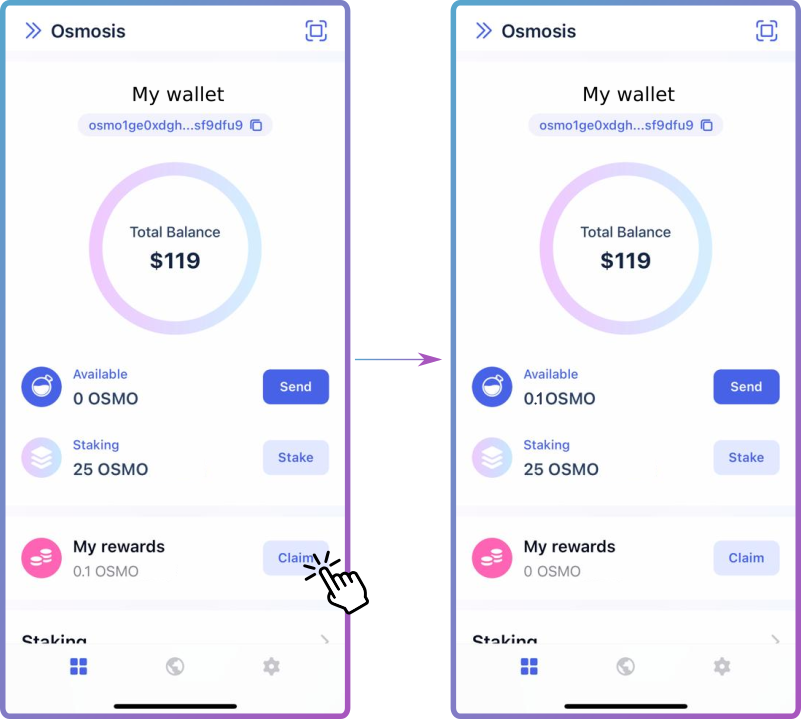 Osmosis
My wallet
osmo1ge0xdgh...sf9dfu9
Total Balance
$119
Available
0 OSMO
Send
Staking
25 OSMO
Stake
My rewards
0.1 OSMO
Claim
Staking
Osmosis
My wallet
osmo1ge0xdgh...sf9dfu9
Total Balance
$119
Available
0.1 OSMO
Send
Staking
25 OSMO
Stake
My rewards
0 OSMO
Claim
Staking